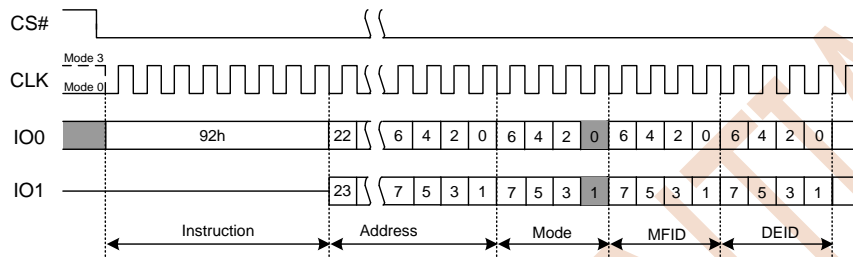 CS#
Mode 3
CLK
Mode 0
IO0 92h 22 6 4 2 0 6 4 2 0 6 4 2 0 6 4 2 0
IO1 23 7 5 3 1 7 5 3 1 7 5 3 1 7 5 3 1
Instruction Address Mode MFID DEID